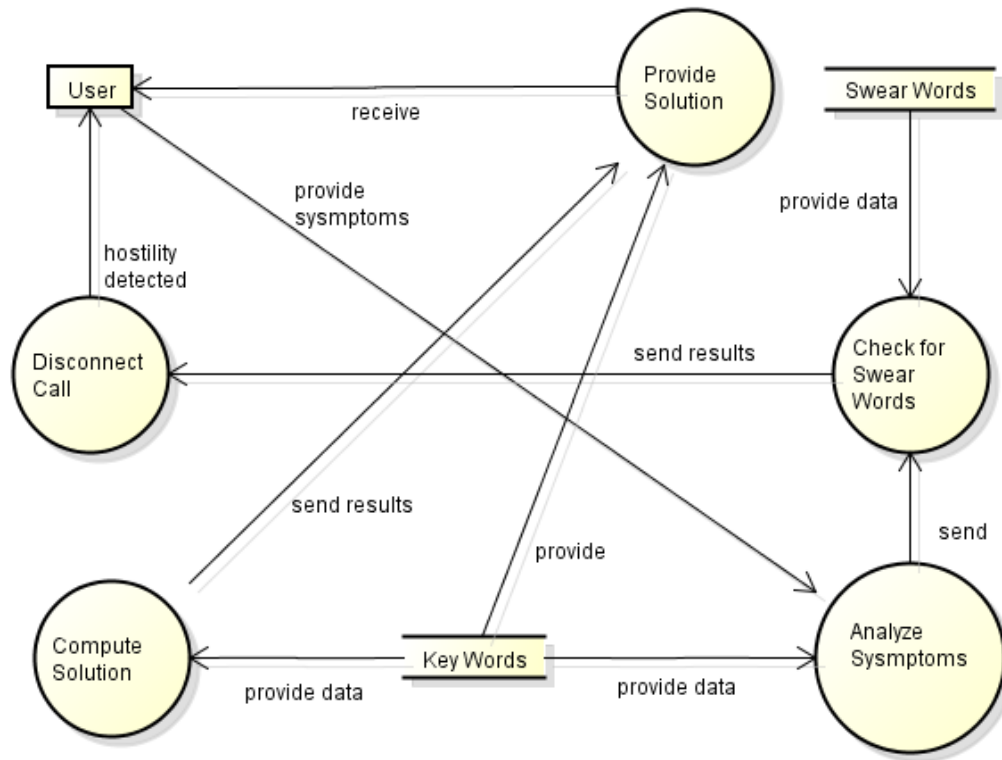 Provide
Solution
User
Swear Words
receive
provide
sysmptoms
provide data
hostility
detected
Disconnect
Call
send results
Check for
Swear
Words
send results
provide
send
Compute
Solution
Key Words
Analyze
Sysmptoms
provide data
provide data